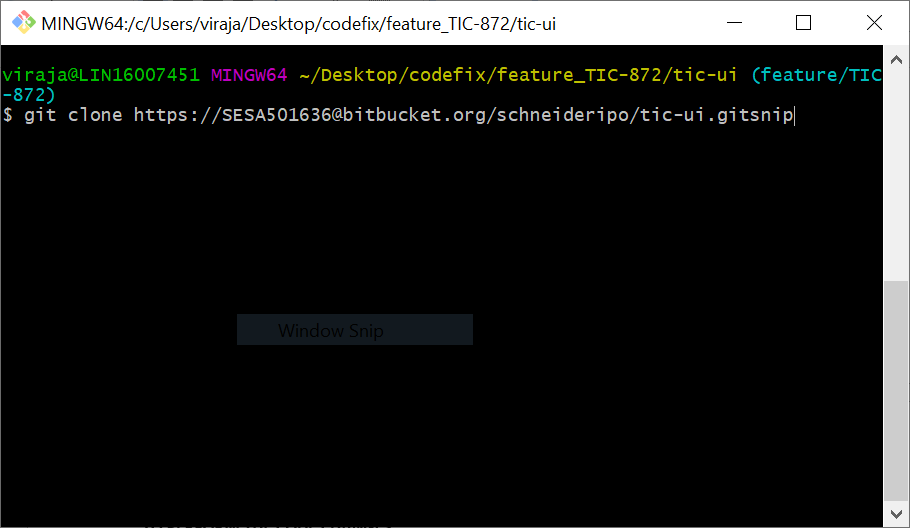 MINGW64:/c/Users/viraja/Desktop/codefix/feature_TIC-872/tic-ui
viraja@LIN16007451 MINGW64 ~/Desktop/codefix/feature_TIC-872/tic-ui (feature/TIC
-872)
$ git clone https://SESA501636@bitbucket.org/schneideripo/tic-ui.gitsnip
Window Snip